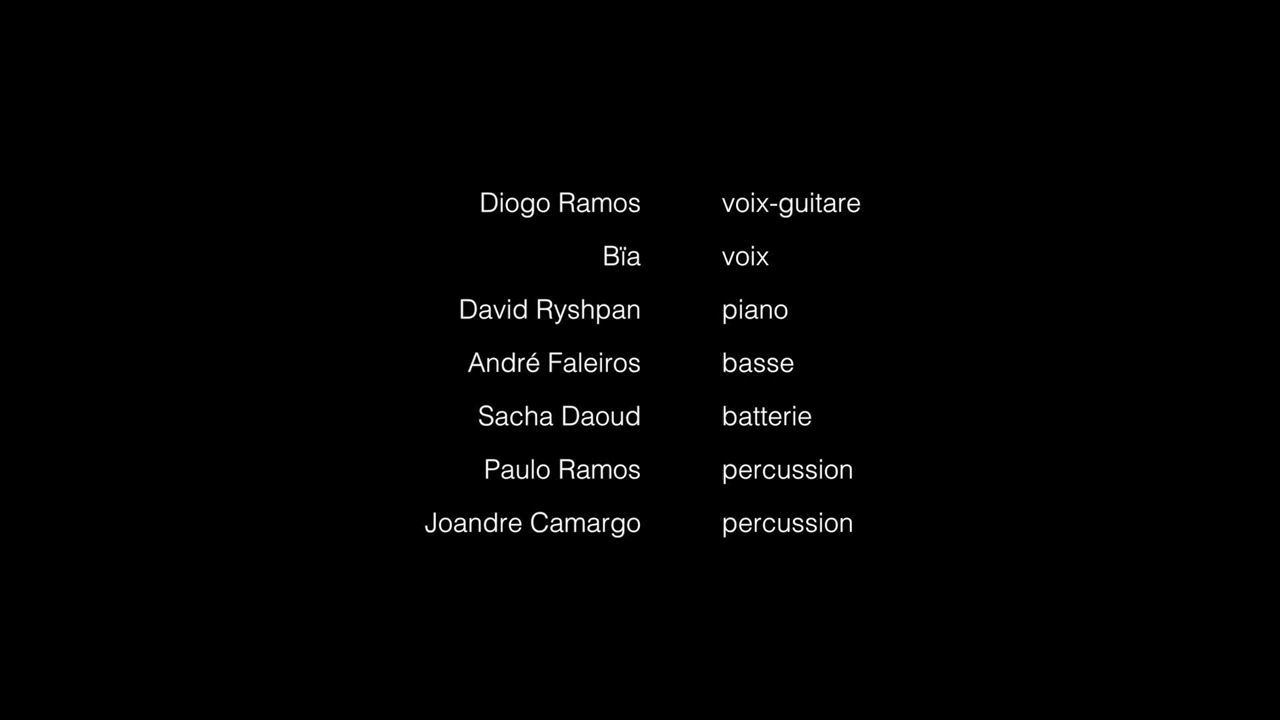 Diogo Ramos voix-guitare
Bïa voix
David Ryshpan piano
André Faleiros basse
Sacha Daoud batterie
Paulo Ramos percussion
Joandre Camargo percussion